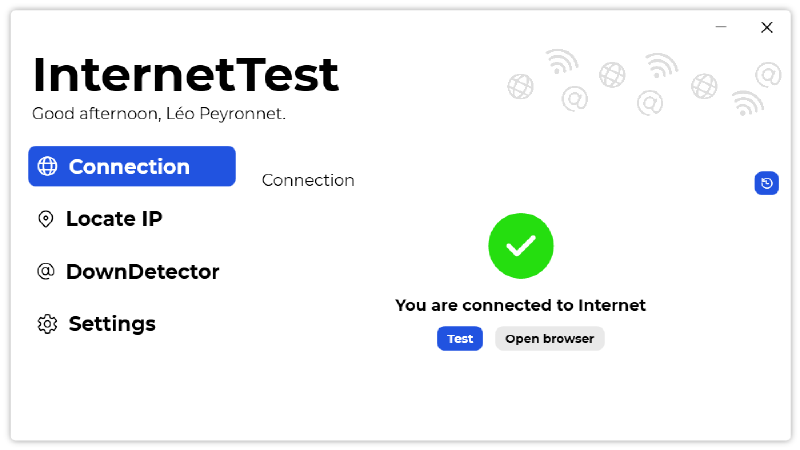 InternetTest
Good afternoon, Léo Peyronnet.
Connection
Locate IP
DownDetector
Settings
Connection
You are connected to Internet
Test
Open browser